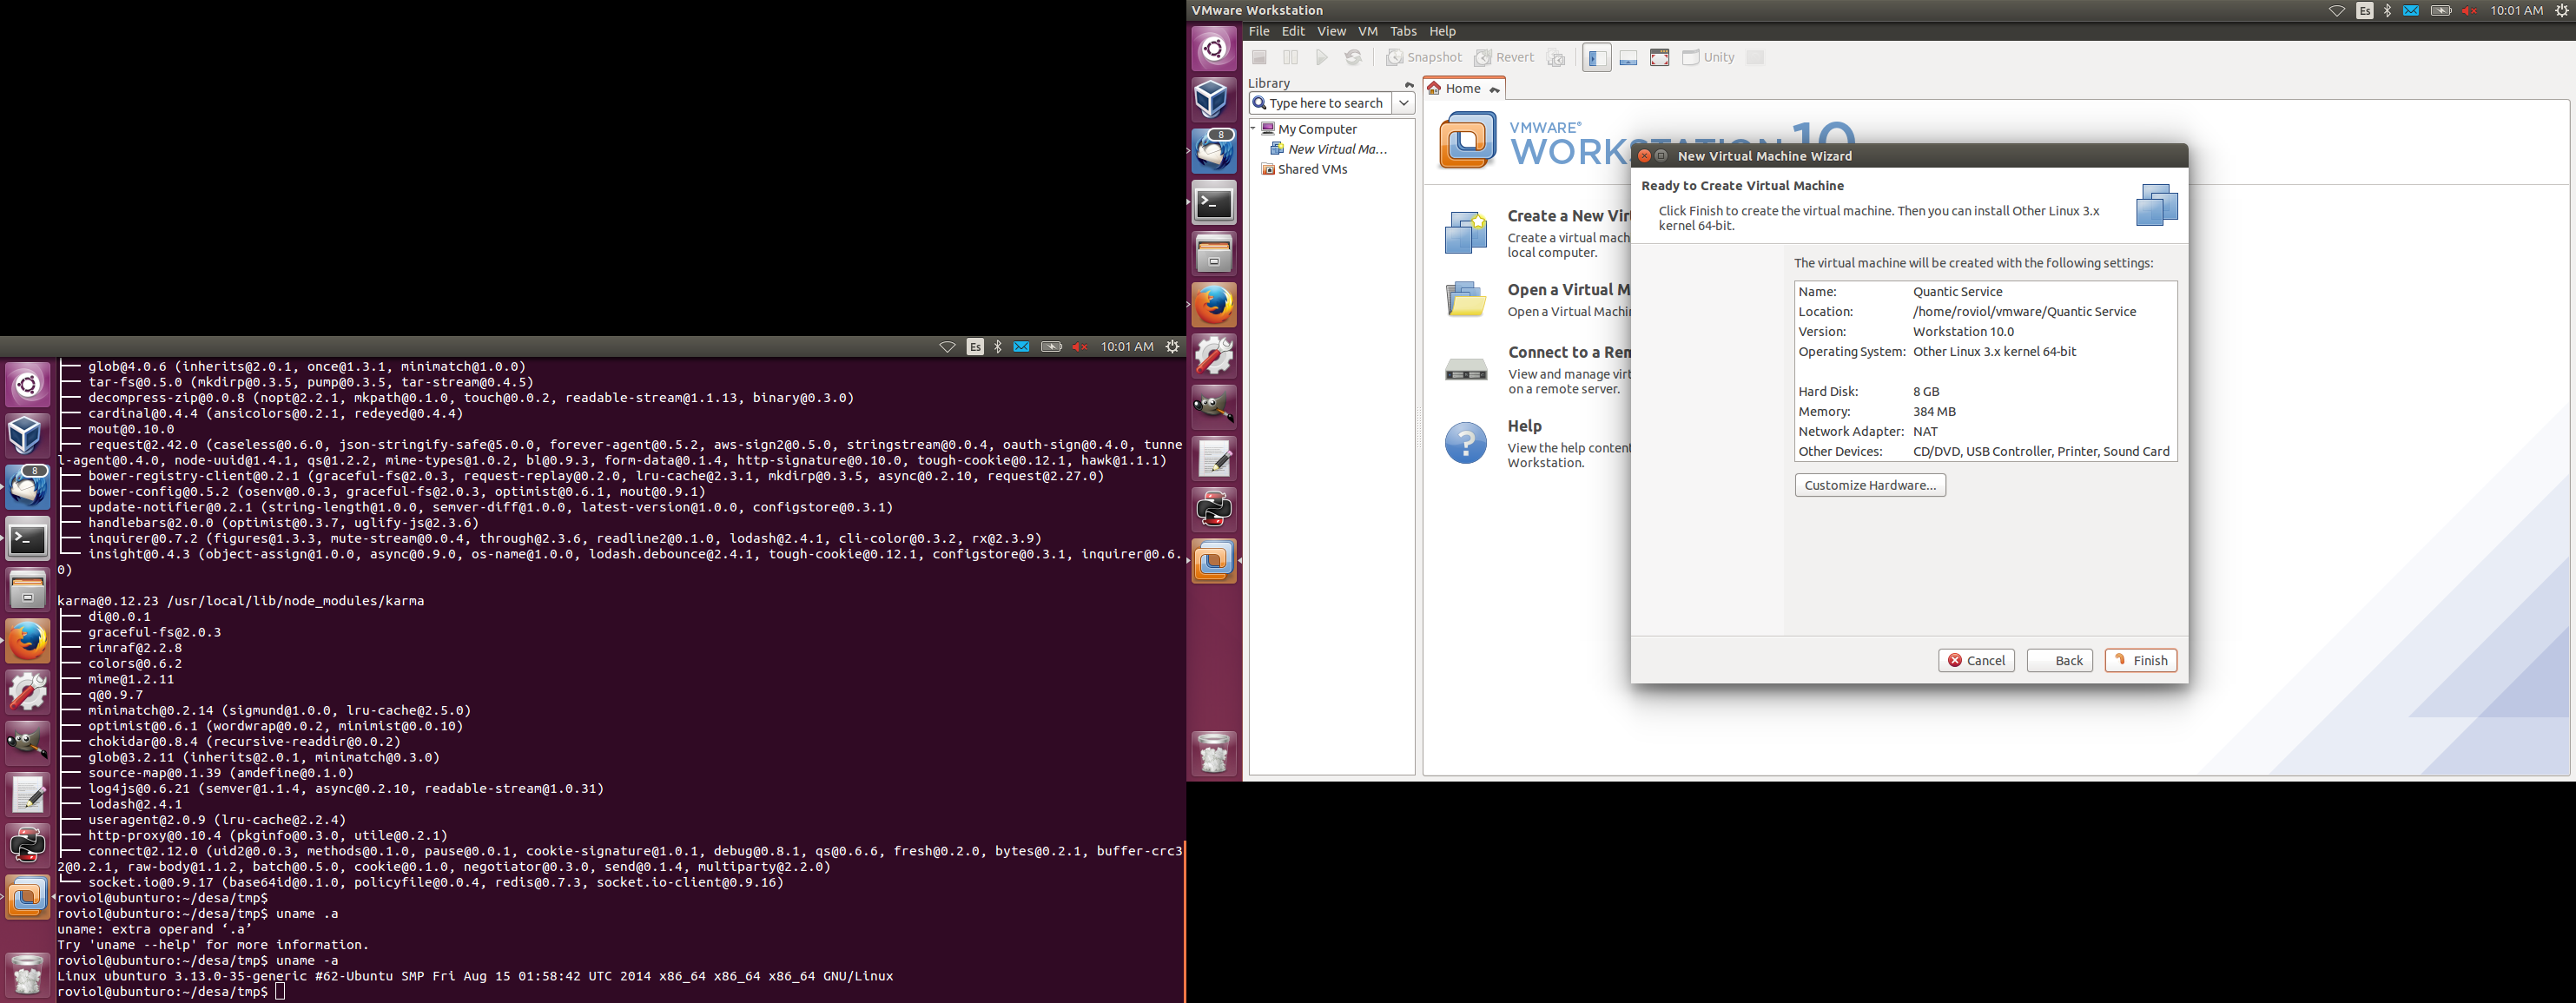 10:01 AM
Es
8
├── glob@4.0.6 (inherits@2.0.1, once@1.3.1, minimatch@1.0.0)
├── tar-fs@0.5.0 (mkdirp@0.3.5, pump@0.3.5, tar-stream@0.4.5)
├── decompress-zip@0.0.8 (nopt@2.2.1, mkpath@0.1.0, touch@0.0.2, readable-stream@1.1.13, binary@0.3.0)
├── cardinal@0.4.4 (ansicolors@0.2.1, redeyed@0.4.4)
├── mout@0.10.0
├── request@2.42.0 (caseless@0.6.0, json-stringify-safe@5.0.0, forever-agent@0.5.2, aws-sign2@0.5.0, stringstream@0.0.4, oauth-sign@0.4.0, tunne
l-agent@0.4.0, node-uuid@1.4.1, qs@1.2.2, mime-types@1.0.2, bl@0.9.3, form-data@0.1.4, http-signature@0.10.0, tough-cookie@0.12.1, hawk@1.1.1)
├── bower-registry-client@0.2.1 (graceful-fs@2.0.3, request-replay@0.2.0, lru-cache@2.3.1, mkdirp@0.3.5, async@0.2.10, request@2.27.0)
├── bower-config@0.5.2 (osenv@0.0.3, graceful-fs@2.0.3, optimist@0.6.1, mout@0.9.1)
├── update-notifier@0.2.1 (string-length@1.0.0, semver-diff@1.0.0, latest-version@1.0.0, configstore@0.3.1)
├── handlebars@2.0.0 (optimist@0.3.7, uglify-js@2.3.6)
├── inquirer@0.7.2 (figures@1.3.3, mute-stream@0.0.4, through@2.3.6, readline2@0.1.0, lodash@2.4.1, cli-color@0.3.2, rx@2.3.9)
└── insight@0.4.3 (object-assign@1.0.0, async@0.9.0, os-name@1.0.0, lodash.debounce@2.4.1, tough-cookie@0.12.1, configstore@0.3.1, inquirer@0.6.
0)
karma@0.12.23 /usr/local/lib/node_modules/karma
├── di@0.0.1
├── graceful-fs@2.0.3
├── rimraf@2.2.8
├── colors@0.6.2
├── mime@1.2.11
├── q@0.9.7
├── minimatch@0.2.14 (sigmund@1.0.0, lru-cache@2.5.0)
├── optimist@0.6.1 (wordwrap@0.0.2, minimist@0.0.10)
├── chokidar@0.8.4 (recursive-readdir@0.0.2)
├── glob@3.2.11 (inherits@2.0.1, minimatch@0.3.0)
├── source-map@0.1.39 (amdefine@0.1.0)
├── log4js@0.6.21 (semver@1.1.4, async@0.2.10, readable-stream@1.0.31)
├── lodash@2.4.1
├── useragent@2.0.9 (lru-cache@2.2.4)
├── http-proxy@0.10.4 (pkginfo@0.3.0, utile@0.2.1)
├── connect@2.12.0 (uid2@0.0.3, methods@0.1.0, pause@0.0.1, cookie-signature@1.0.1, debug@0.8.1, qs@0.6.6, fresh@0.2.0, bytes@0.2.1, buffer-crc3
2@0.2.1, raw-body@1.1.2, batch@0.5.0, cookie@0.1.0, negotiator@0.3.0, send@0.1.4, multiparty@2.2.0)
└── socket.io@0.9.17 (base64id@0.1.0, policyfile@0.0.4, redis@0.7.3, socket.io-client@0.9.16)
roviol@ubunturo:~/desa/tmp$
roviol@ubunturo:~/desa/tmp$ uname .a
uname: extra operand ‘.a’
Try 'uname --help' for more information.
roviol@ubunturo:~/desa/tmp$ uname -a
Linux ubunturo 3.13.0-35-generic #62-Ubuntu SMP Fri Aug 15 01:58:42 UTC 2014 x86_64 x86_64 x86_64 GNU/Linux
roviol@ubunturo:~/desa/tmp$
VMware Workstation
Es
10:01 AM
File Edit View VM Tabs Help
Snapshot Revert Unity
8
Library
Type here to search
My Computer
New Virtual Ma...
Shared VMs
Home
VMWARE®
WORKSTATION 10
Create a New Vir
Create a virtual mach
local computer.
Open a Virtual M
Open a Virtual Machi
Connect to a Rem
View and manage virt
on a remote server.
Help
View the help content
Workstation.
New Virtual Machine Wizard
Ready to Create Virtual Machine
Click Finish to create the virtual machine. Then you can install Other Linux 3.x
kernel 64-bit.
The virtual machine will be created with the following settings:
Name: Quantic Service
Location: /home/roviol/vmware/Quantic Service
Version: Workstation 10.0
Operating System: Other Linux 3.x kernel 64-bit
Hard Disk: 8 GB
Memory: 384 MB
Network Adapter: NAT
Other Devices: CD/DVD, USB Controller, Printer, Sound Card
Customize Hardware...
Cancel Back Finish